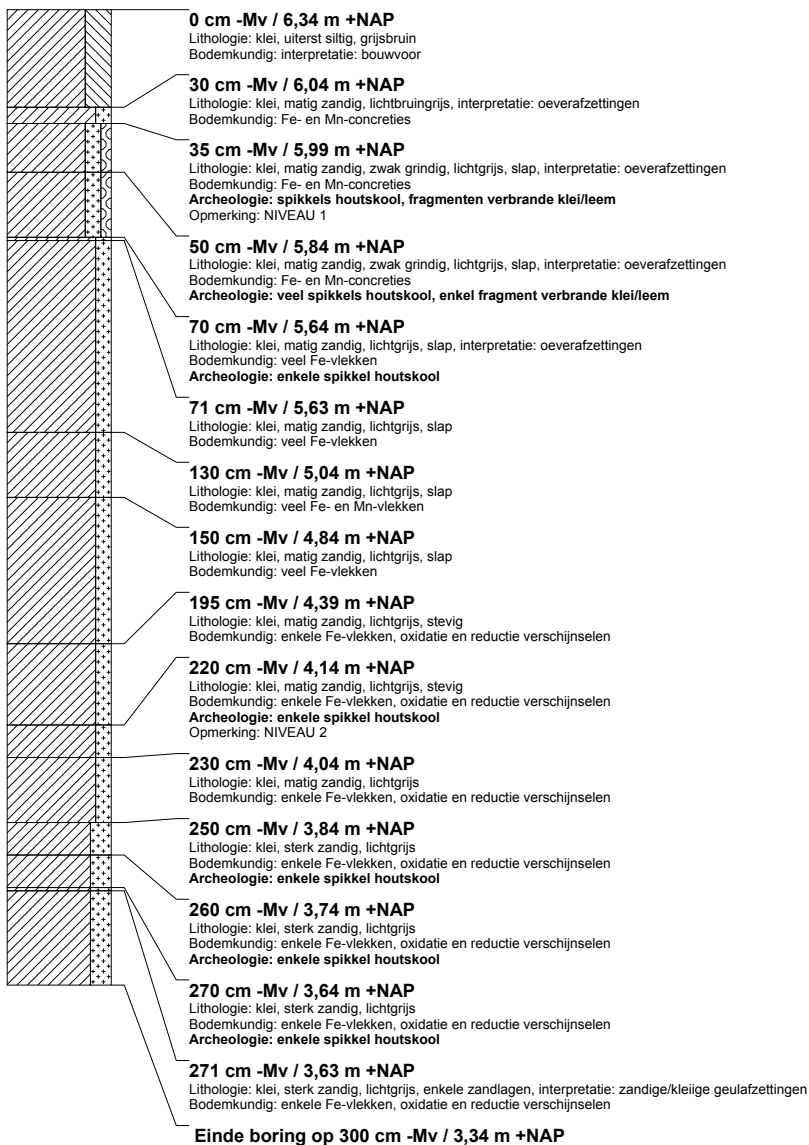 0 cm -Mv / 6,34 m +NAP
Lithologie: klei, uiterst siltig, grijsbruin
Bodemkundig: interpretatie: bouwvoor
30 cm -Mv / 6,04 m +NAP
Lithologie: klei, matig zandig, lichtbruingrijs, interpretatie: oeverafzettingen
Bodemkundig: Fe- en Mn-concreties
35 cm -Mv / 5,99 m +NAP
Lithologie: klei, matig zandig, zwak grindig, lichtgrijs, slap, interpretatie: oeverafzettingen
Bodemkundig: Fe- en Mn-concreties
Archeologie: spikkels houtskool, fragmenten verbrande klei/leem
Opmerking: NIVEAU 1
50 cm -Mv / 5,84 m +NAP
Lithologie: klei, matig zandig, zwak grindig, lichtgrijs, slap, interpretatie: oeverafzettingen
Bodemkundig: Fe- en Mn-concreties
Archeologie: veel spikkels houtskool, enkel fragment verbrande klei/leem
70 cm -Mv / 5,64 m +NAP
Lithologie: klei, matig zandig, lichtgrijs, slap, interpretatie: oeverafzettingen
Bodemkundig: veel Fe-vlekken
Archeologie: enkele spikkel houtskool
71 cm -Mv / 5,63 m +NAP
Lithologie: klei, matig zandig, lichtgrijs, slap
Bodemkundig: veel Fe-vlekken
130 cm -Mv / 5,04 m +NAP
Lithologie: klei, matig zandig, lichtgrijs, slap
Bodemkundig: veel Fe- en Mn-vlekken
150 cm -Mv / 4,84 m +NAP
Lithologie: klei, matig zandig, lichtgrijs, slap
Bodemkundig: veel Fe-vlekken
195 cm -Mv / 4,39 m +NAP
Lithologie: klei, matig zandig, lichtgrijs, stevig
Bodemkundig: enkele Fe-vlekken, oxidatie en reductie verschijnselen
220 cm -Mv / 4,14 m +NAP
Lithologie: klei, matig zandig, lichtgrijs, stevig
Bodemkundig: enkele Fe-vlekken, oxidatie en reductie verschijnselen
Archeologie: enkele spikkel houtskool
Opmerking: NIVEAU 2
230 cm -Mv / 4,04 m +NAP
Lithologie: klei, matig zandig, lichtgrijs
Bodemkundig: enkele Fe-vlekken, oxidatie en reductie verschijnselen
250 cm -Mv / 3,84 m +NAP
Lithologie: klei, sterk zandig, lichtgrijs
Bodemkundig: enkele Fe-vlekken, oxidatie en reductie verschijnselen
Archeologie: enkele spikkel houtskool
260 cm -Mv / 3,74 m +NAP
Lithologie: klei, sterk zandig, lichtgrijs
Bodemkundig: enkele Fe-vlekken, oxidatie en reductie verschijnselen
Archeologie: enkele spikkel houtskool
270 cm -Mv / 3,64 m +NAP
Lithologie: klei, sterk zandig, lichtgrijs
Bodemkundig: enkele Fe-vlekken, oxidatie en reductie verschijnselen
Archeologie: enkele spikkel houtskool
271 cm -Mv / 3,63 m +NAP
Lithologie: klei, sterk zandig, lichtgrijs, enkele zandlagen, interpretatie: zandige/kleiige geulafzettingen
Bodemkundig: enkele Fe-vlekken, oxidatie en reductie verschijnselen
Einde boring op 300 cm -Mv / 3,34 m +NAP